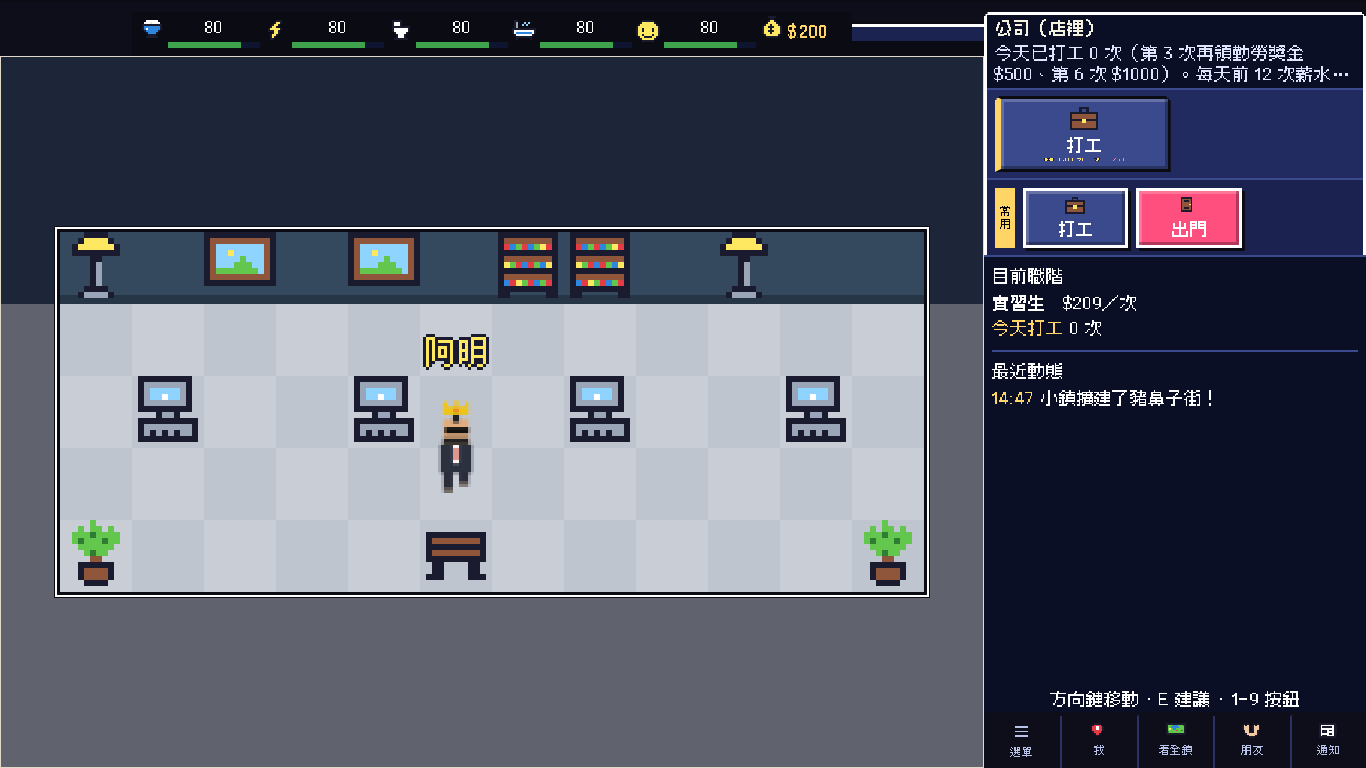 80 80 80 80 80 $200
公司（店裡）
今天已打工 0 次（第 3 次再領勤勞獎金
$500、第 6 次 $1000）。每天前 12 次薪水…
打工
常用
打工
出門
目前職階
實習生 $209／次
今天打工 0 次
最近動態
14:47 小鎮擴建了豬鼻子街！
阿明
方向鍵移動 · E 建議 · 1-9 按鈕
選單
我
看全鎮
朋友
通知